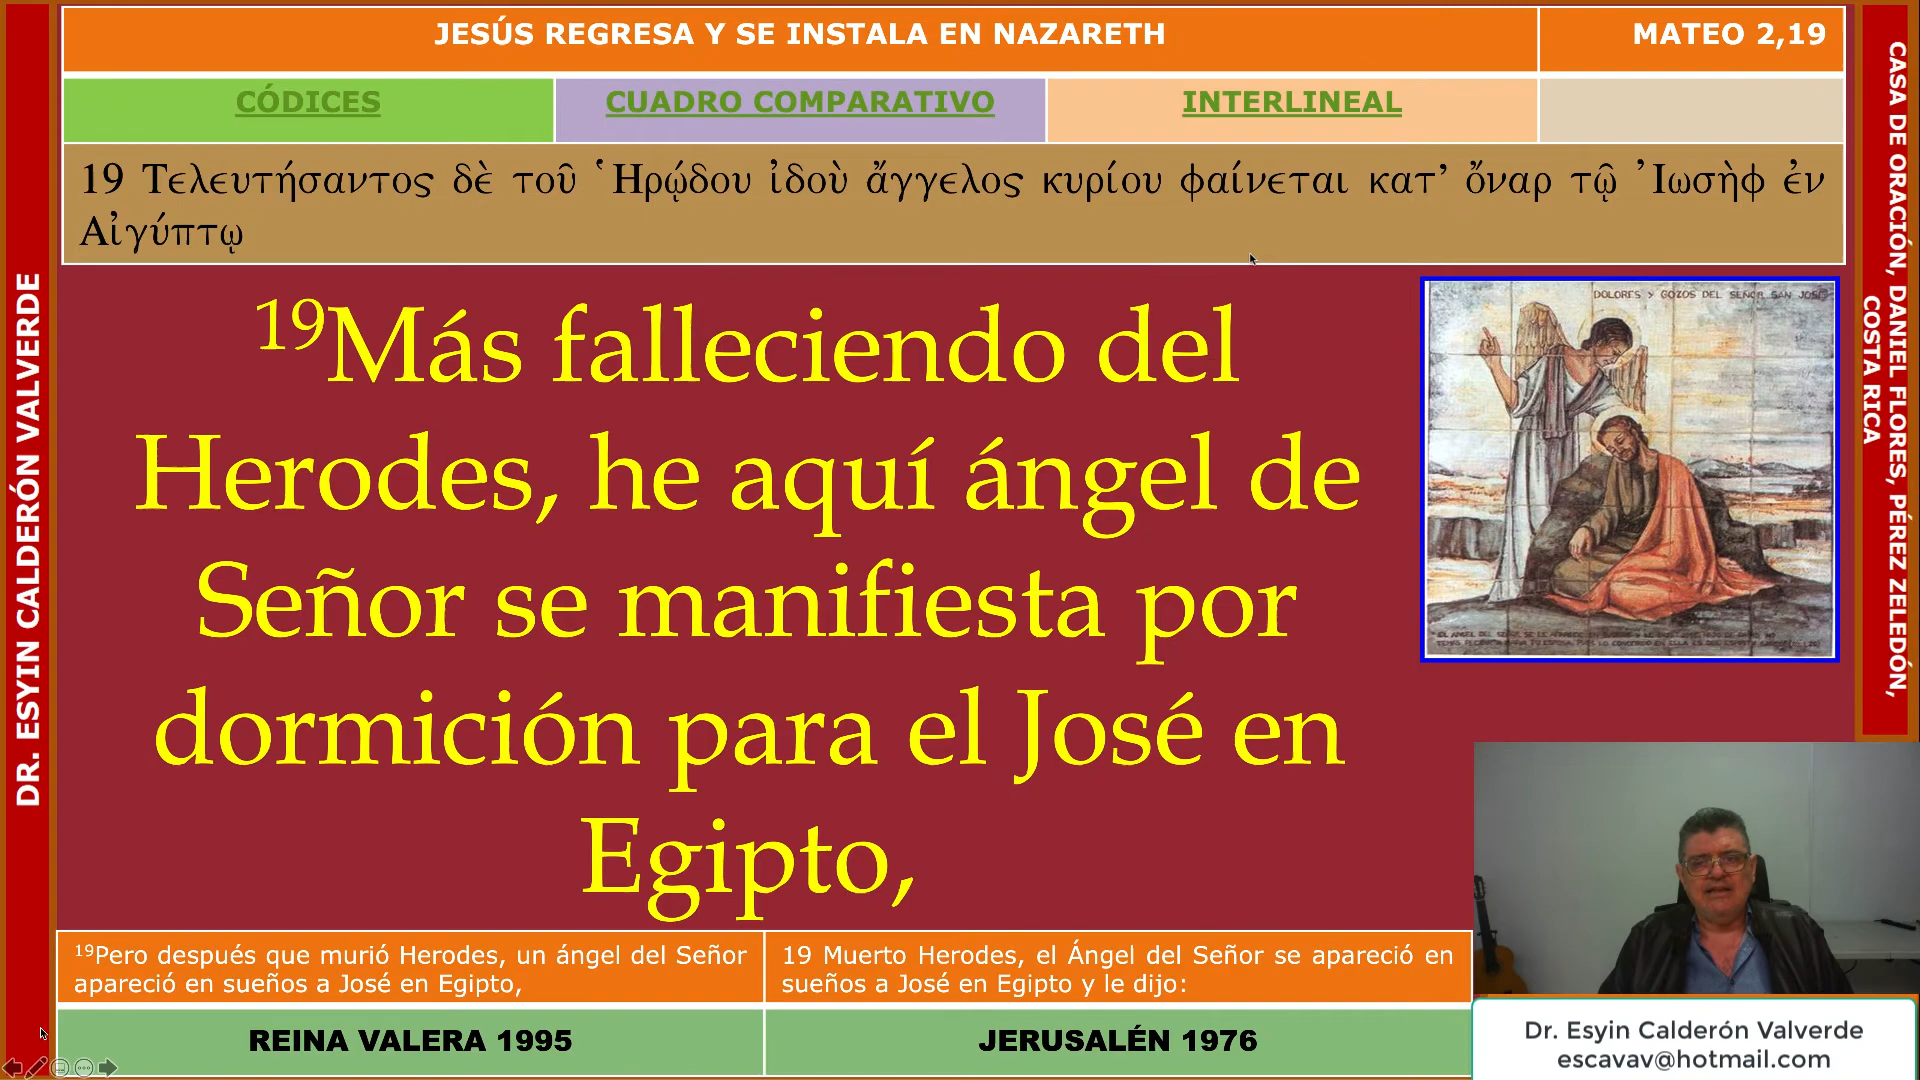 JESÚS REGRESA Y SE INSTALA EN NAZARETH
MATEO 2,19
CÓDICES
CUADRO COMPARATIVO
INTERLINEAL
19 Τελευτήσαντος δὲ τοῦ Ἡρῴδου ἰδοὺ ἄγγελος κυρίου φαίνεται κατ’ ὄναρ τῷ Ἰωσὴφ ἐν
Αἰγύπτῳ
19Más falleciendo del
Herodes, he aquí ángel de
Señor se manifiesta por
dormición para el José en
Egipto,
DOLORES Y GOZOS DEL SEÑOR SAN JOSÉ
19Pero después que murió Herodes, un ángel del Señor
apareció en sueños a José en Egipto,
19 Muerto Herodes, el Ángel del Señor se apareció en
sueños a José en Egipto y le dijo:
REINA VALERA 1995
JERUSALÉN 1976
DR. ESYIN CALDERÓN VALVERDE
CASA DE ORACIÓN, DANIEL FLORES, PÉREZ ZELEDÓN,
COSTA RICA
Dr. Esyin Calderón Valverde
escavav@hotmail.com